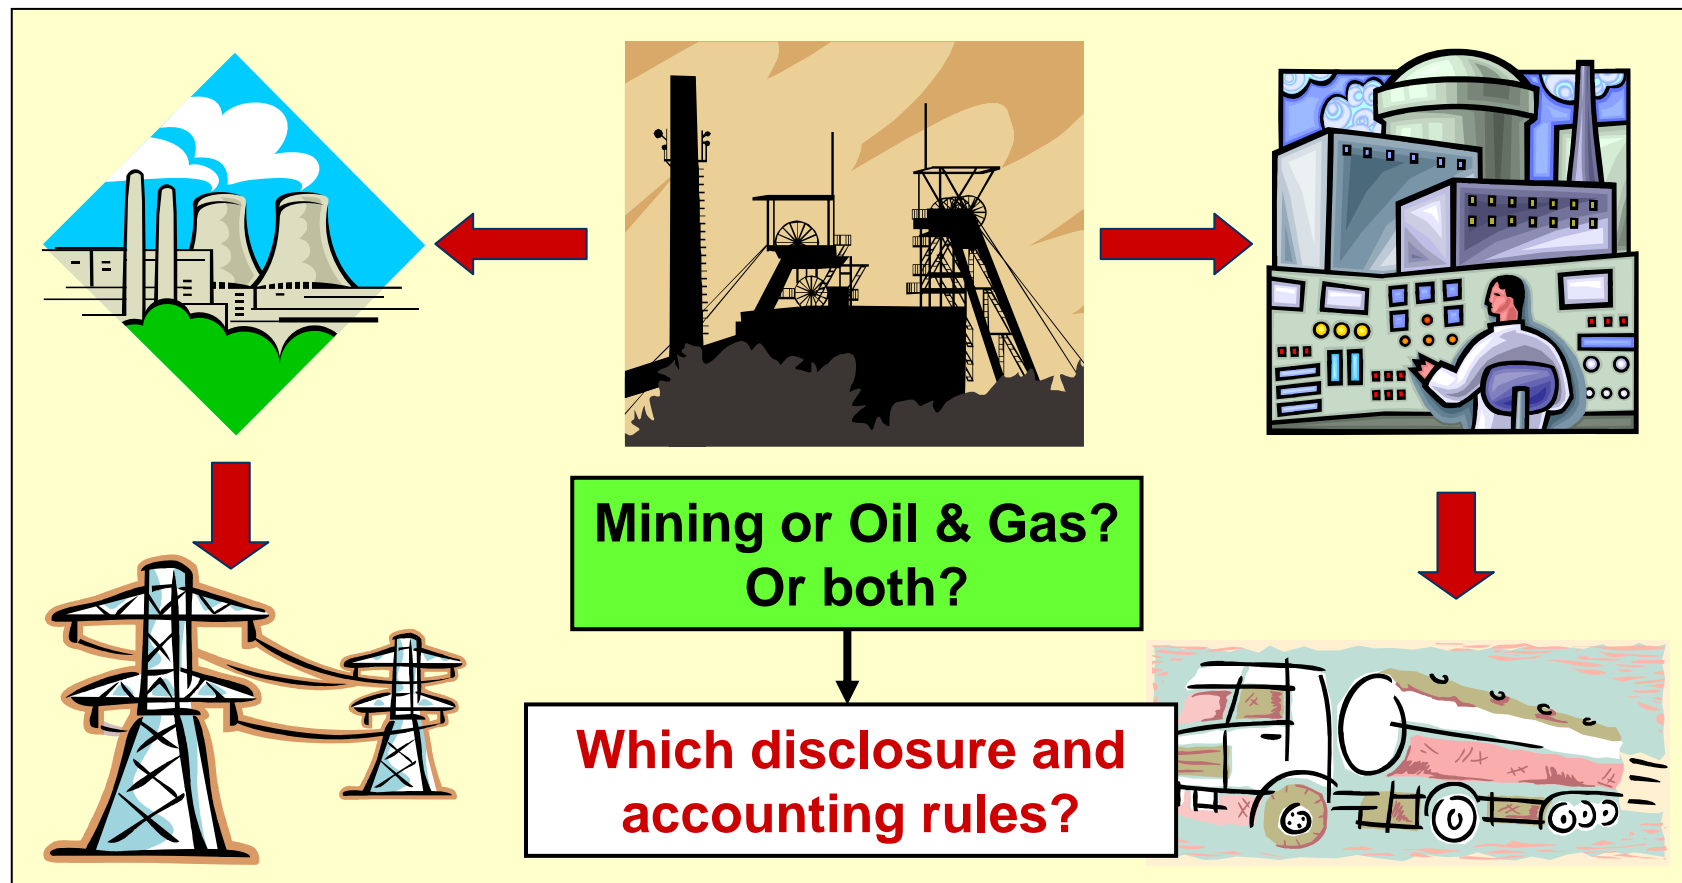 Mining or Oil & Gas?
Or both?
Which disclosure and
accounting rules?